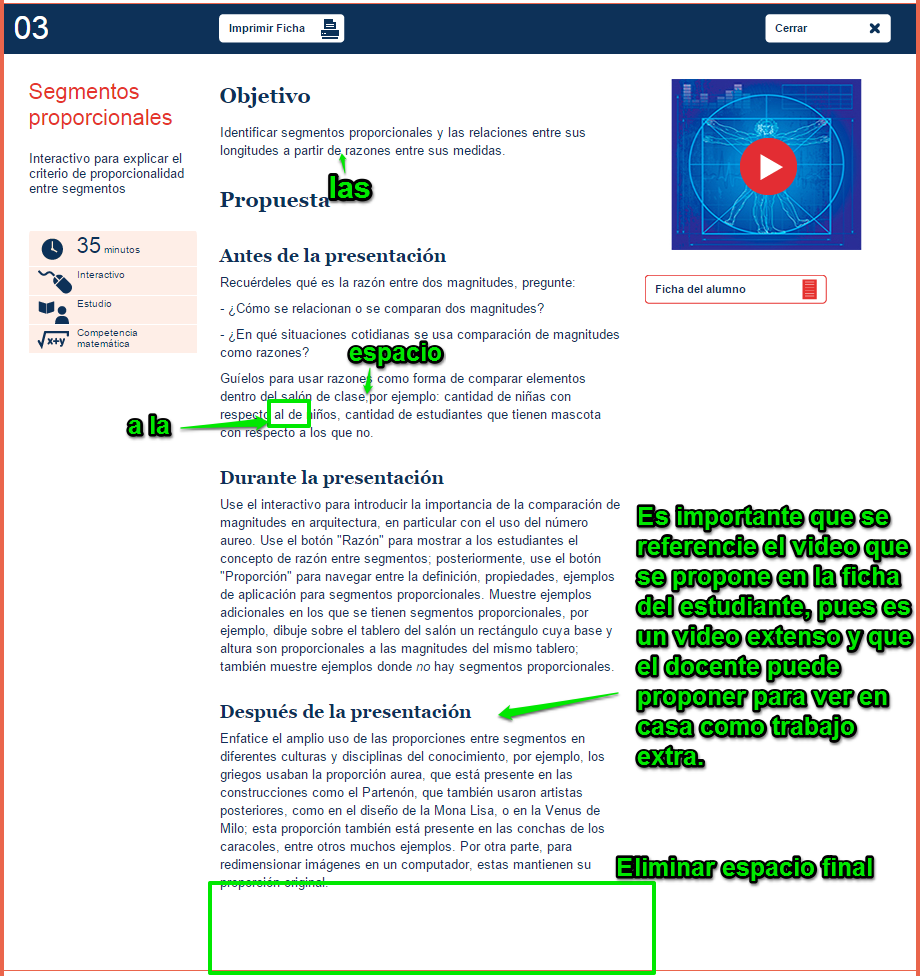 03
Imprimir Ficha
Cerrar
Segmentos
proporcionales
Interactivo para explicar el
criterio de proporcionalidad
entre segmentos
35 minutos
Interactivo
Estudio
x+y
Competencia
matemática
Objetivo
Identificar segmentos proporcionales y las relaciones entre sus
longitudes a partir de razones entre sus medidas.
las
Propuesta
Antes de la presentación
Recuérdeles qué es la razón entre dos magnitudes, pregunte:
- ¿Cómo se relacionan o se comparan dos magnitudes?
- ¿En qué situaciones cotidianas se usa comparación de magnitudes
como razones?
espacio
Guíelos para usar razones como forma de comparar elementos
dentro del salón de clase,por ejemplo: cantidad de niñas con
respecto al de niños, cantidad de estudiantes que tienen mascota
a la
con respecto a los que no.
Durante la presentación
Use el interactivo para introducir la importancia de la comparación de
magnitudes en arquitectura, en particular con el uso del número
aureo. Use el botón "Razón" para mostrar a los estudiantes el
concepto de razón entre segmentos; posteriormente, use el botón
"Proporción" para navegar entre la definición, propiedades, ejemplos
de aplicación para segmentos proporcionales. Muestre ejemplos
adicionales en los que se tienen segmentos proporcionales, por
ejemplo, dibuje sobre el tablero del salón un rectángulo cuya base y
altura son proporcionales a las magnitudes del mismo tablero;
también muestre ejemplos donde no hay segmentos proporcionales.
Después de la presentación
Enfatice el amplio uso de las proporciones entre segmentos en
diferentes culturas y disciplinas del conocimiento, por ejemplo, los
griegos usaban la proporción aurea, que está presente en las
construcciones como el Partenón, que también usaron artistas
posteriores, como en el diseño de la Mona Lisa, o en la Venus de
Milo; esta proporción también está presente en las conchas de los
caracoles, entre otros muchos ejemplos. Por otra parte, para
redimensionar imágenes en un computador, estas mantienen su
proporción original.
Ficha del alumno
Es importante que se
referencie el video que
se propone en la ficha
del estudiante, pues es
un video extenso y que
el docente puede
proponer para ver en
casa como trabajo
extra.
Eliminar espacio final